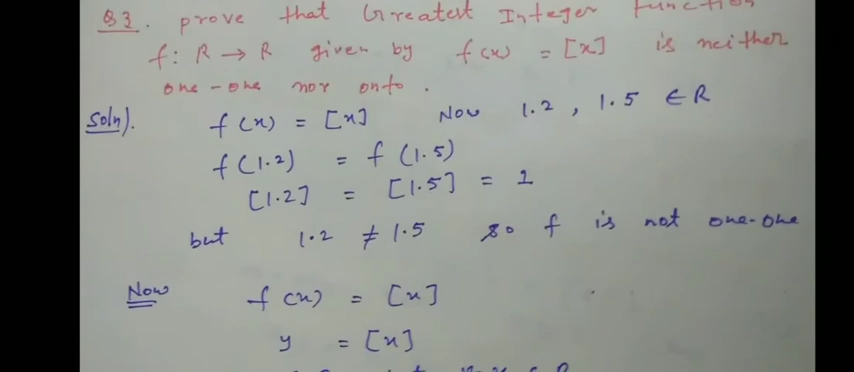 Q3. prove that Greatest Integer function
f: R → R given by f(x) = [x] is neither
one-one nor onto.
Soln). f(x) = [x] Now 1.2, 1.5 ∈ R
f(1.2) = f(1.5)
[1.2] = [1.5] = 1
but 1.2 ≠ 1.5 so f is not one-one
Now f(x) = [x]
y = [x]